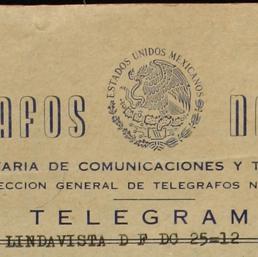 ESTADOS UNIDOS MEXICANOS
AFOS N
TARIA DE COMUNICACIONES Y T
ECCION GENERAL DE TELEGRAFOS N
TELEGRAM
LINDAVISTA D F DO 25=12